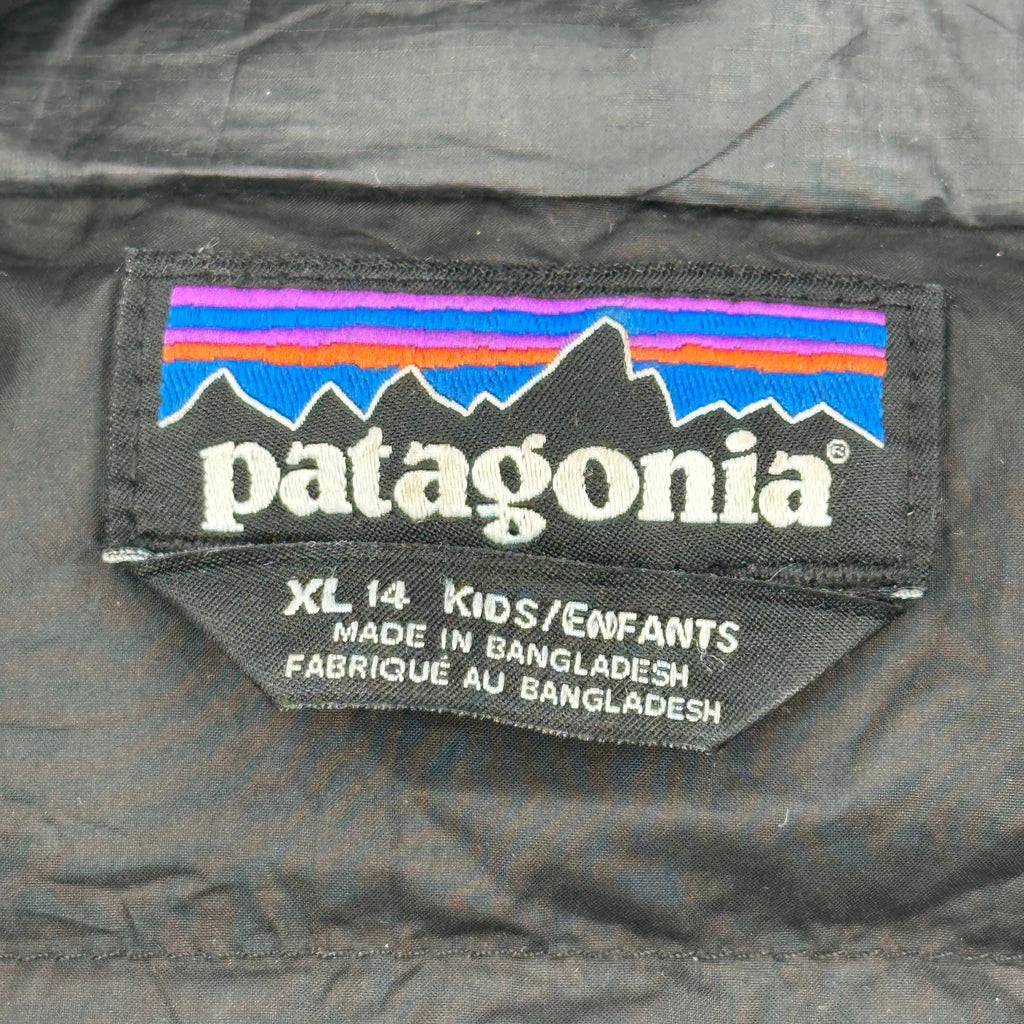 patagonia®
XL 14 KIDS/ENFANTS
MADE IN BANGLADESH
FABRIQUÉ AU BANGLADESH